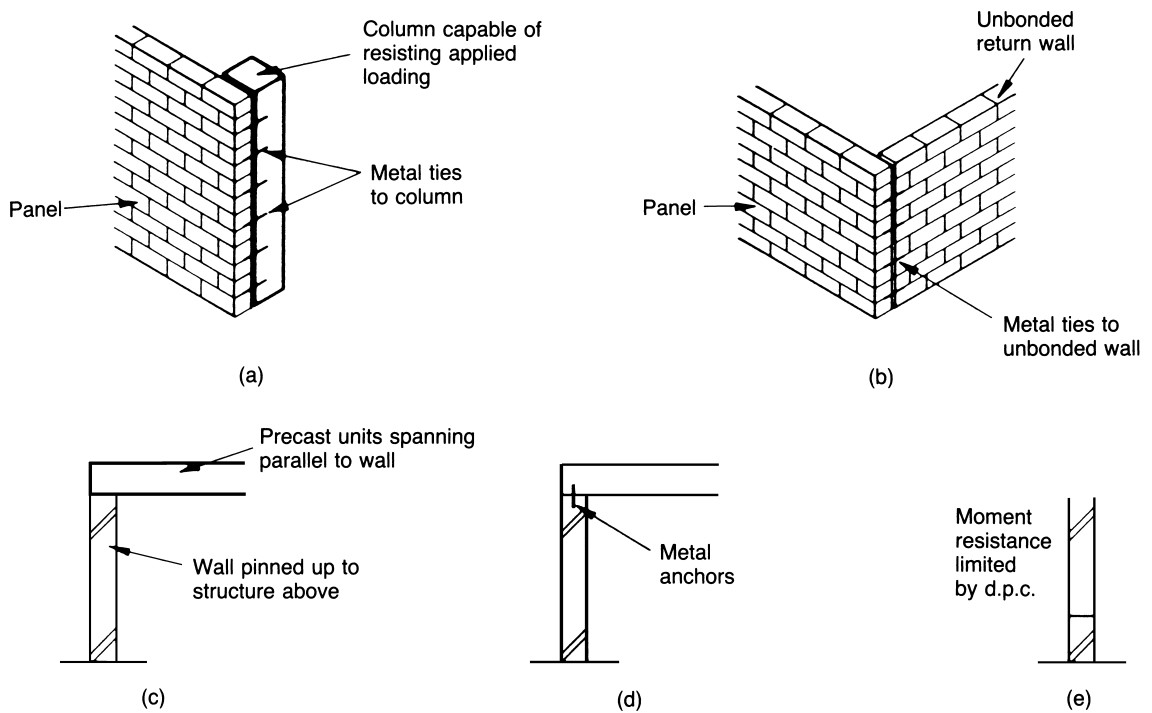 Column capable of
resisting applied
loading
Metal ties
to column
Panel
(a)
Unbonded
return wall
Panel
Metal ties to
unbonded wall
(b)
Precast units spanning
parallel to wall
Wall pinned up to
structure above
(c)
Metal
anchors
(d)
Moment
resistance
limited
by d.p.c.
(e)